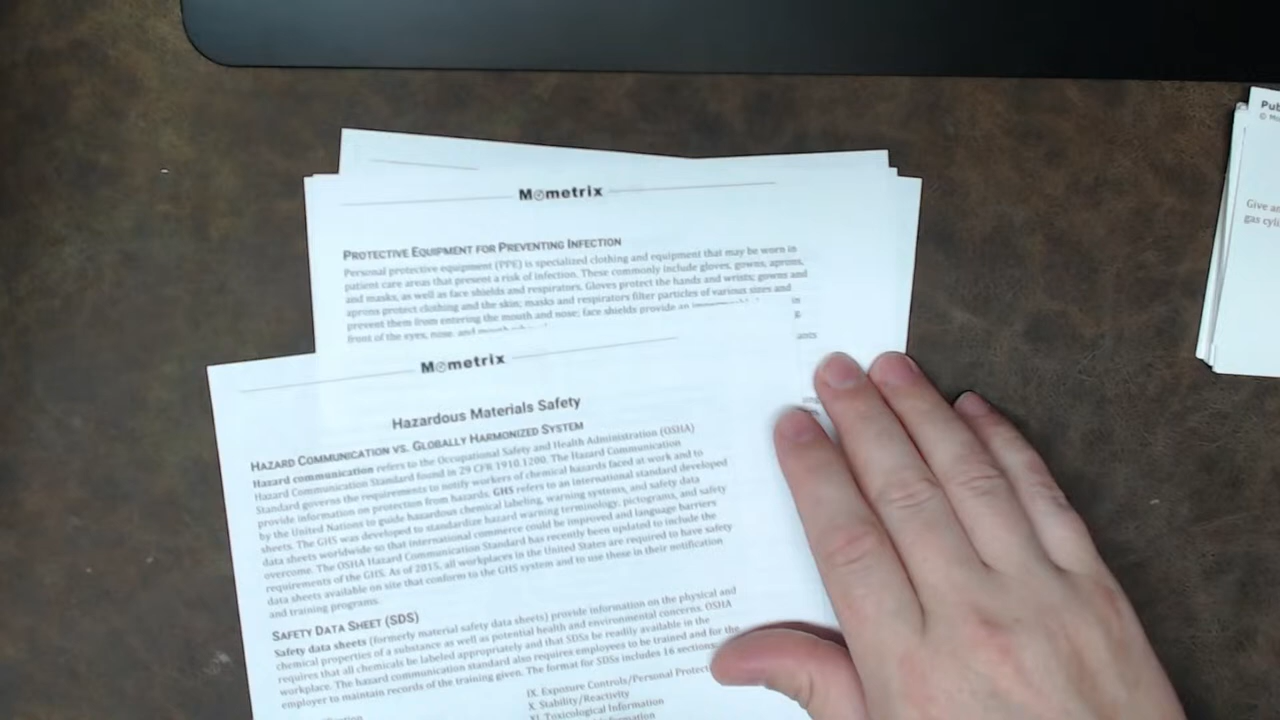 Mometrix
PROTECTIVE EQUIPMENT FOR PREVENTING INFECTION
Personal protective equipment (PPE) is specialized clothing and equipment that may be worn in
patient care areas that present a risk of infection. These commonly include gloves, gowns, aprons,
and masks, as well as face shields and respirators. Gloves protect the hands and wrists; gowns and
aprons protect clothing and the skin; masks and respirators filter particles of various sizes and
prevent them from entering the mouth and nose; face shields provide an
front of the eyes, nose, and
in
ants
Mometrix
Hazardous Materials Safety
HAZARD COMMUNICATION VS. GLOBALLY HARMONIZED SYSTEM
Hazard communication refers to the Occupational Safety and Health Administration (OSHA)
Hazard Communication Standard found in 29 CFR 1910.1200. The Hazard Communication
Standard governs the requirements to notify workers of chemical hazards faced at work and to
provide information on protection from hazards. GHS refers to an international standard developed
by the United Nations to guide hazardous chemical labeling, warning systems, and safety data
sheets. The GHS was developed to standardize hazard warning terminology, pictograms, and safety
data sheets worldwide so that international commerce could be improved and language barriers
overcome. The OSHA Hazard Communication Standard has recently been updated to include the
requirements of the GHS. As of 2015, all workplaces in the United States are required to have safety
data sheets available on site that conform to the GHS system and to use these in their notification
and training programs.
SAFETY DATA SHEET (SDS)
Safety data sheets (formerly material safety data sheets) provide information on the physical and
chemical properties of a substance as well as potential health and environmental concerns. OSHA
requires that all chemicals be labeled appropriately and that SDSs be readily available in the
workplace. The hazard communication standard also requires employees to be trained and for the
employer to maintain records of the training given. The format for SDSs includes 16 sections.
IX. Exposure Controls/Personal Protect
X. Stability/Reactivity
XI. Toxicological Information
Pub
© Mo
Give an
gas cyli